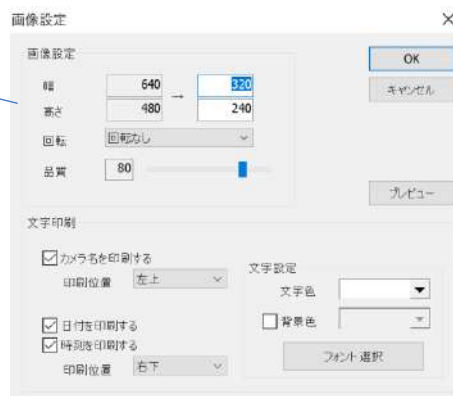 画像設定
画像設定
幅 640 → 320
高さ 480 240
回転 回転なし
品質 80
OK
キャンセル
プレビュー
文字印刷
カメラ名を印刷する
印刷位置 左上
日付を印刷する
時刻を印刷する
印刷位置 右下
文字設定
文字色
背景色
フォント選択